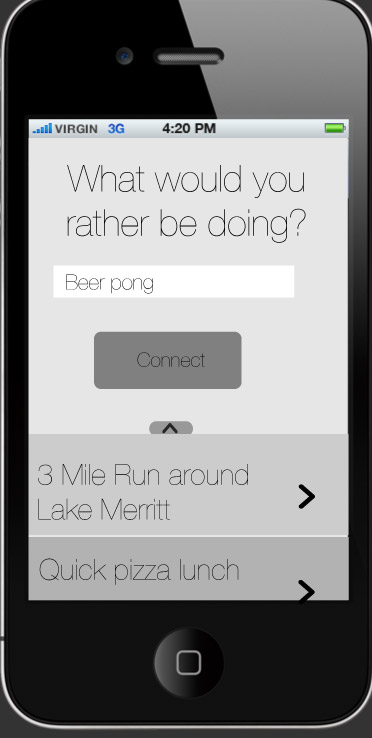 VIRGIN 3G 4:20 PM
What would you
rather be doing?
Beer pong
Connect
3 Mile Run around
Lake Merritt
Quick pizza lunch